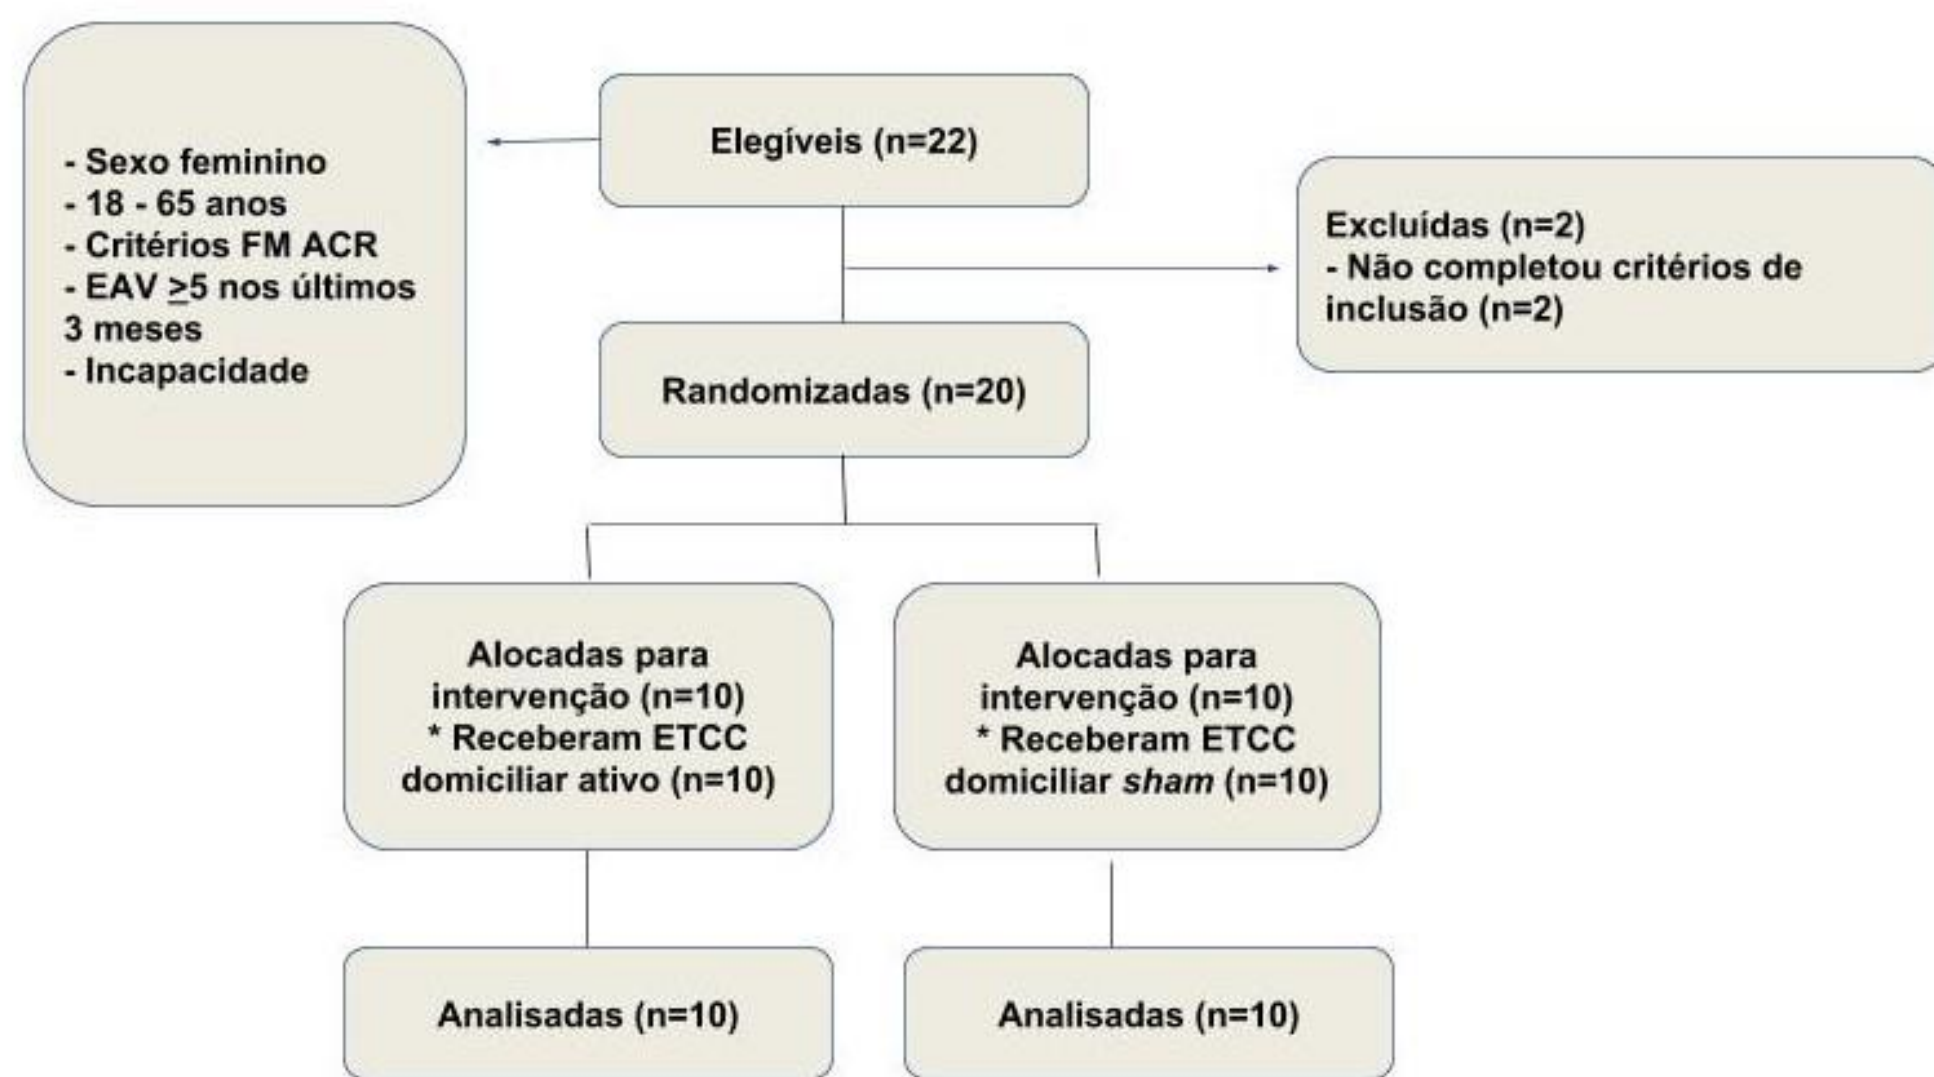 - Sexo feminino
- 18 - 65 anos
- Critérios FM ACR
- EAV ≥5 nos últimos
3 meses
- Incapacidade
Elegíveis (n=22)
Excluídas (n=2)
- Não completou critérios de
inclusão (n=2)
Randomizadas (n=20)
Alocadas para
intervenção (n=10)
* Receberam ETCC
domiciliar ativo (n=10)
Alocadas para
intervenção (n=10)
* Receberam ETCC
domiciliar sham (n=10)
Analisadas (n=10)
Analisadas (n=10)